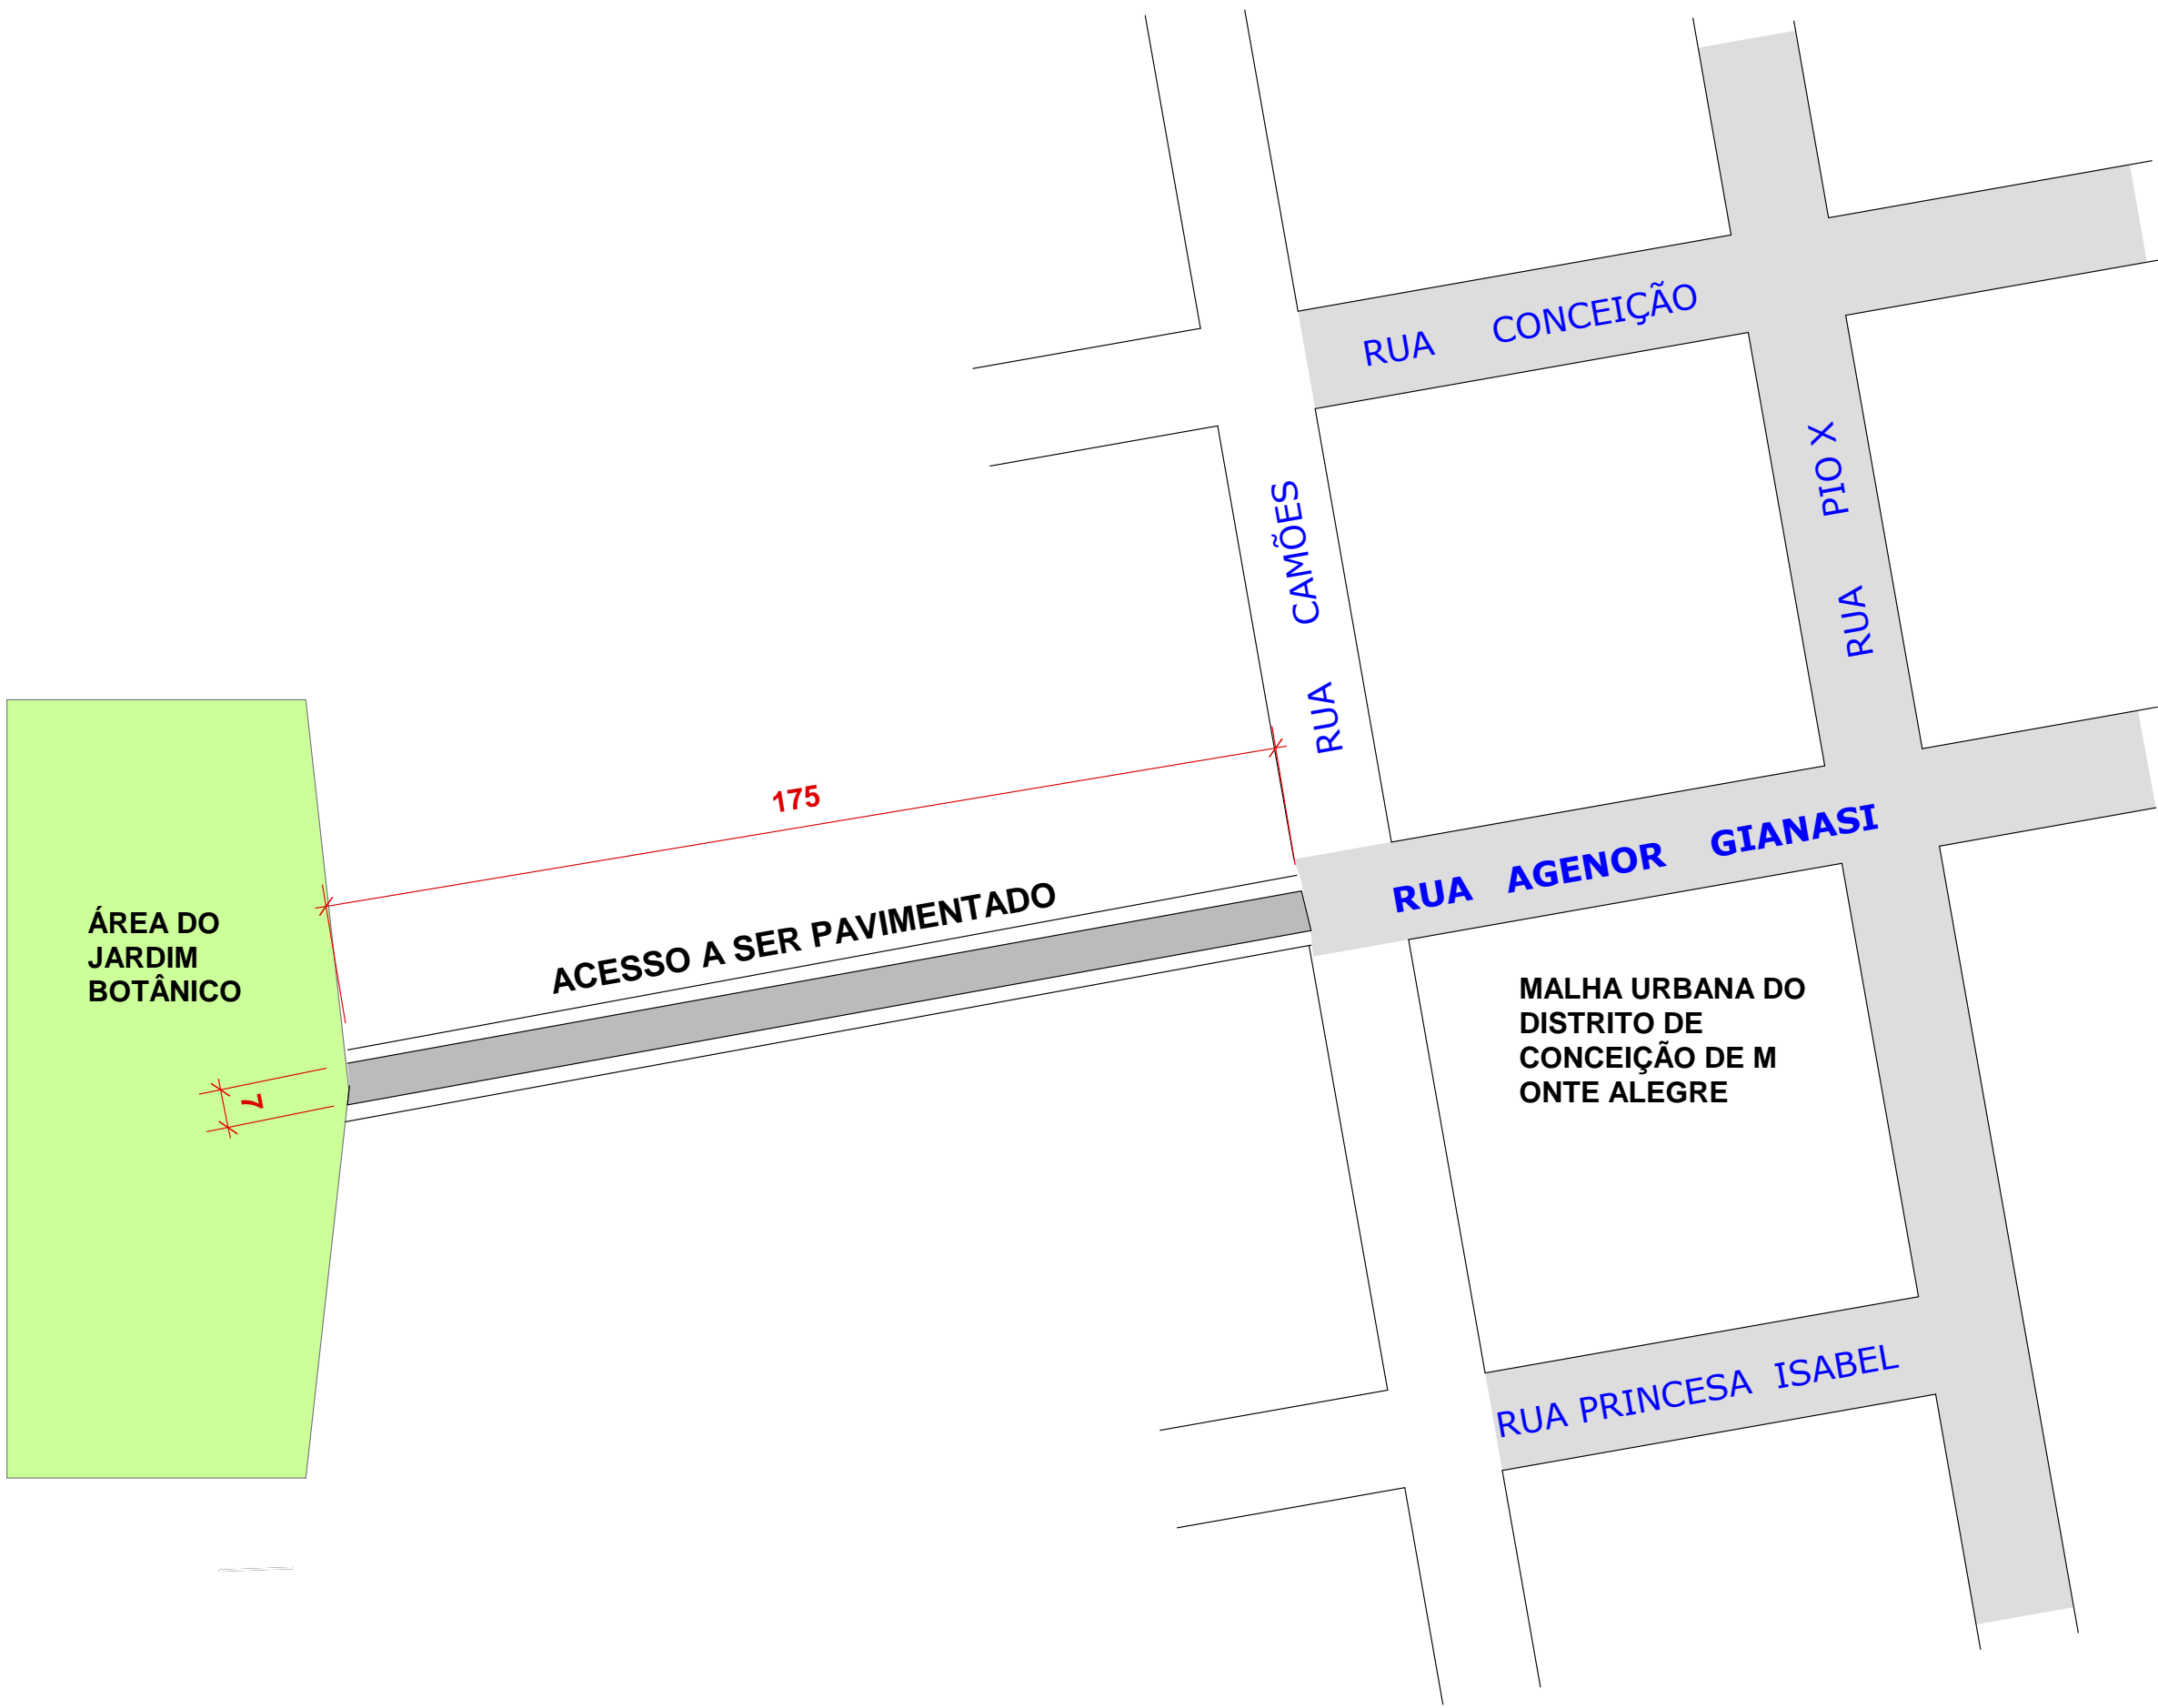 RUA CONCEIÇÃO
RUA PIO X
RUA CAMÕES
175
RUA AGENOR GIANASI
ACESSO A SER PAVIMENTADO
ÁREA DO
JARDIM
BOTÂNICO
7
MALHA URBANA DO
DISTRITO DE
CONCEIÇÃO DE M
ONTE ALEGRE
RUA PRINCESA ISABEL